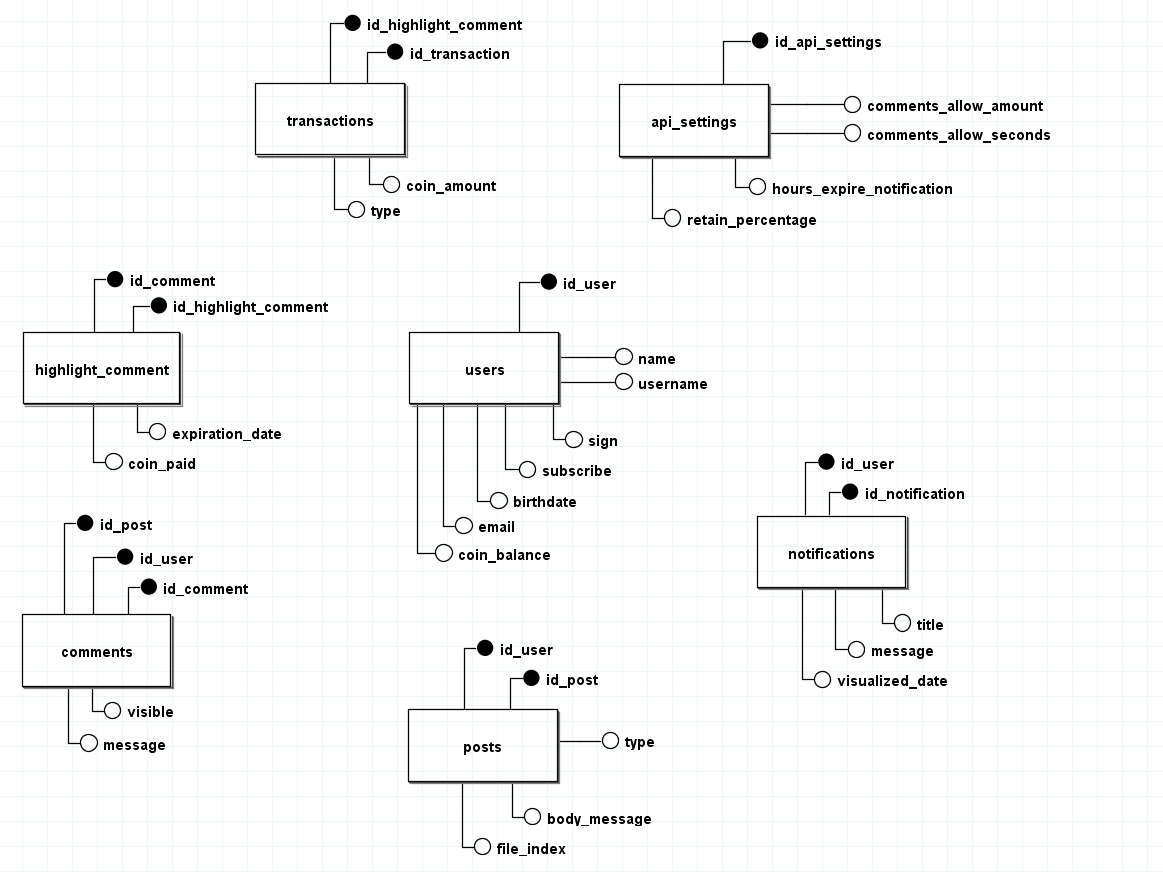 id_highlight_comment
id_transaction
transactions
coin_amount
type
id_api_settings
api_settings
comments_allow_amount
comments_allow_seconds
hours_expire_notification
retain_percentage
id_comment
id_highlight_comment
highlight_comment
expiration_date
coin_paid
id_user
users
name
username
sign
subscribe
birthdate
email
coin_balance
id_user
id_notification
notifications
title
message
visualized_date
id_post
id_user
id_comment
comments
visible
message
id_user
id_post
posts
type
body_message
file_index